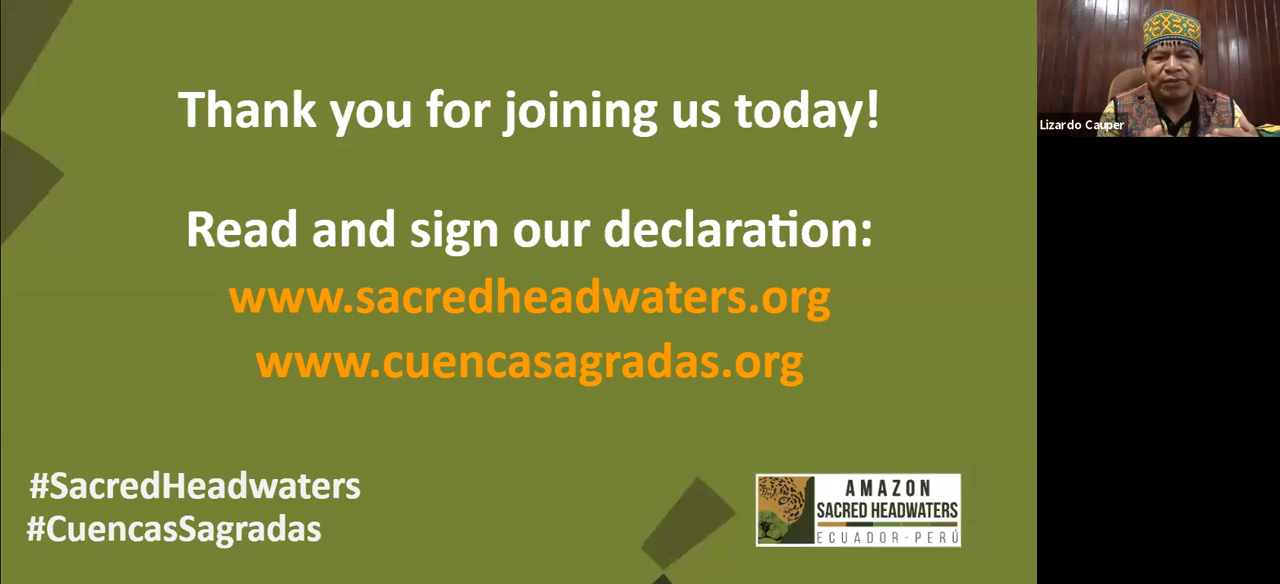 Thank you for joining us today!
Read and sign our declaration:
www.sacredheadwaters.org
www.cuencasagradas.org
#SacredHeadwaters
#CuencasSagradas
AMAZON
SACRED HEADWATERS
ECUADOR-PERÚ
Lizardo Cauper